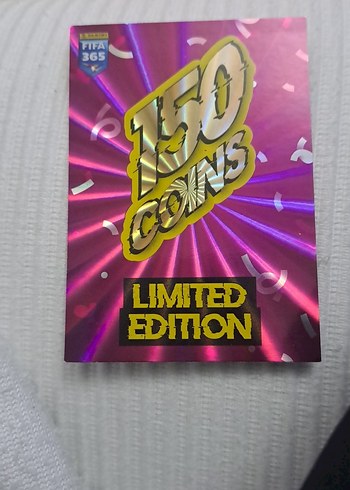 PANINI
FIFA
365
150
COINS
LIMITED
EDITION